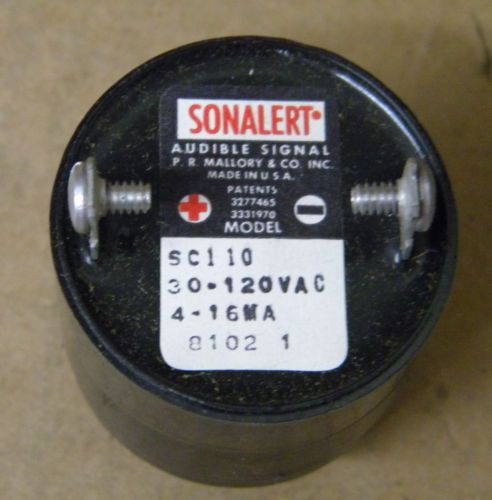 SONALERT®
AUDIBLE SIGNAL
P. R. MALLORY & CO. INC.
MADE IN U.S.A.
PATENTS
3277465
3331970
MODEL
SC110
30-120VAC
4-16MA
8102 1